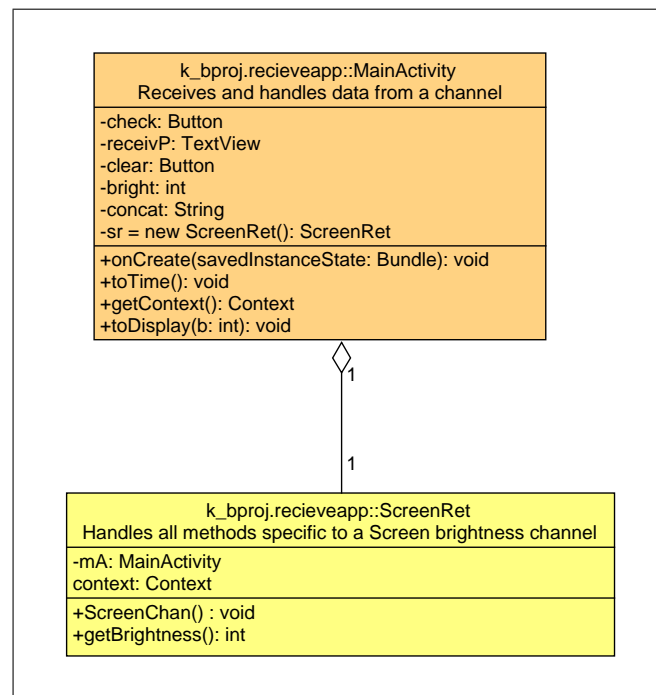 k_bproj.recieveapp::MainActivity
Receives and handles data from a channel
-check: Button
-receivP: TextView
-clear: Button
-bright: int
-concat: String
-sr = new ScreenRet(): ScreenRet
+onCreate(savedInstanceState: Bundle): void
+toTime(): void
+getContext(): Context
+toDisplay(b: int): void
1
1
k_bproj.recieveapp::ScreenRet
Handles all methods specific to a Screen brightness channel
-mA: MainActivity
context: Context
+ScreenChan() : void
+getBrightness(): int